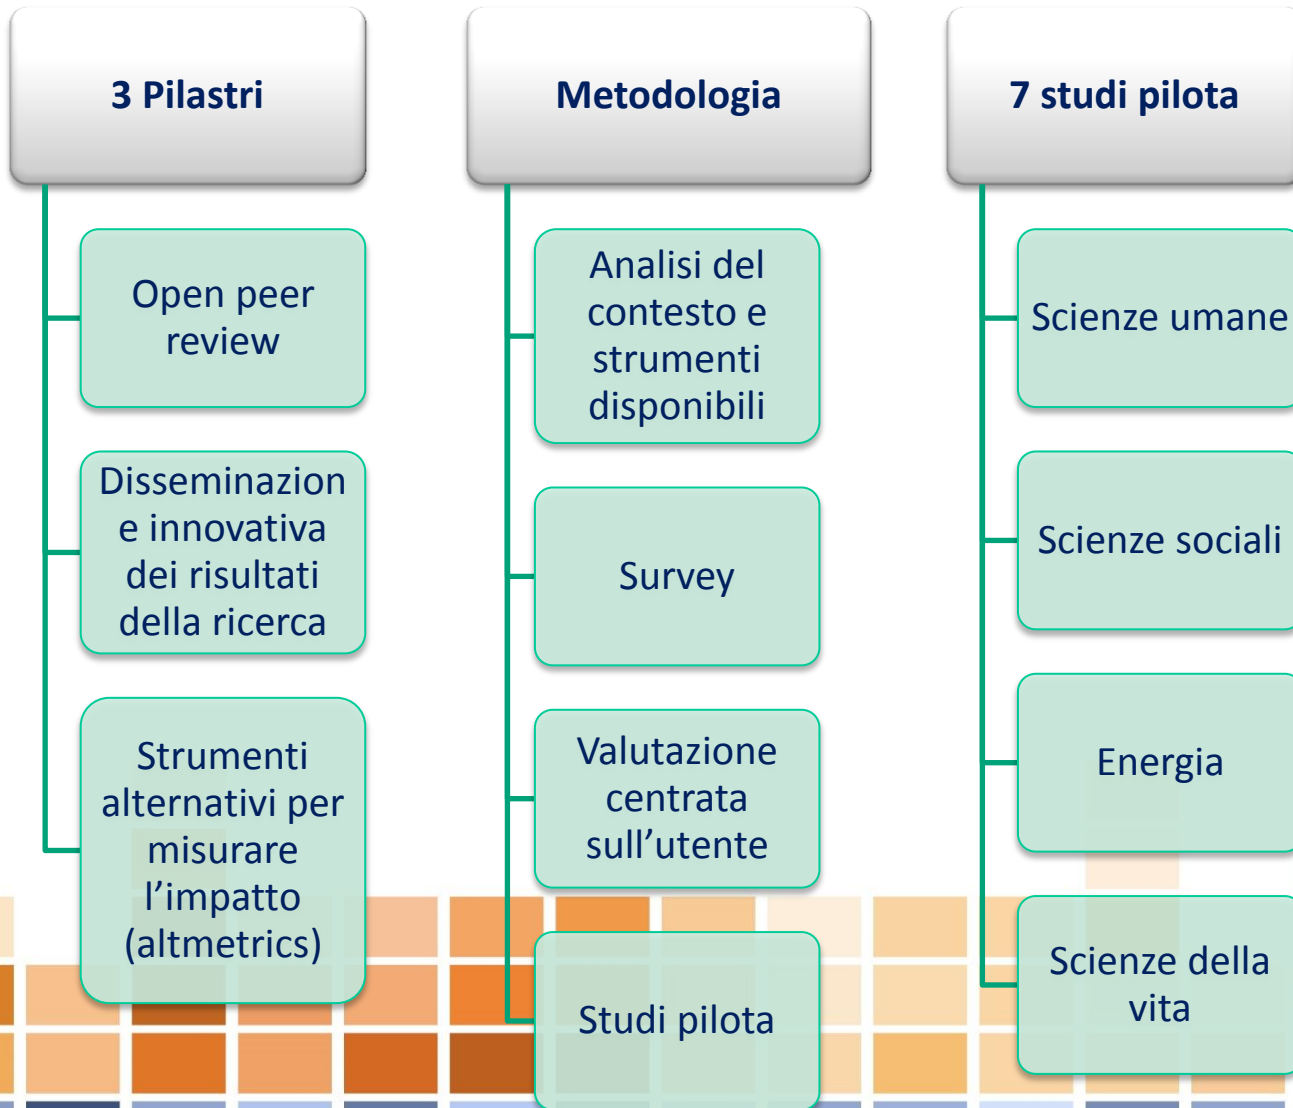 3 Pilastri
Open peer
review
Disseminazion
e innovativa
dei risultati
della ricerca
Strumenti
alternativi per
misurare
l’impatto
(altmetrics)
Metodologia
Analisi del
contesto e
strumenti
disponibili
Survey
Valutazione
centrata
sull’utente
Studi pilota
7 studi pilota
Scienze umane
Scienze sociali
Energia
Scienze della
vita